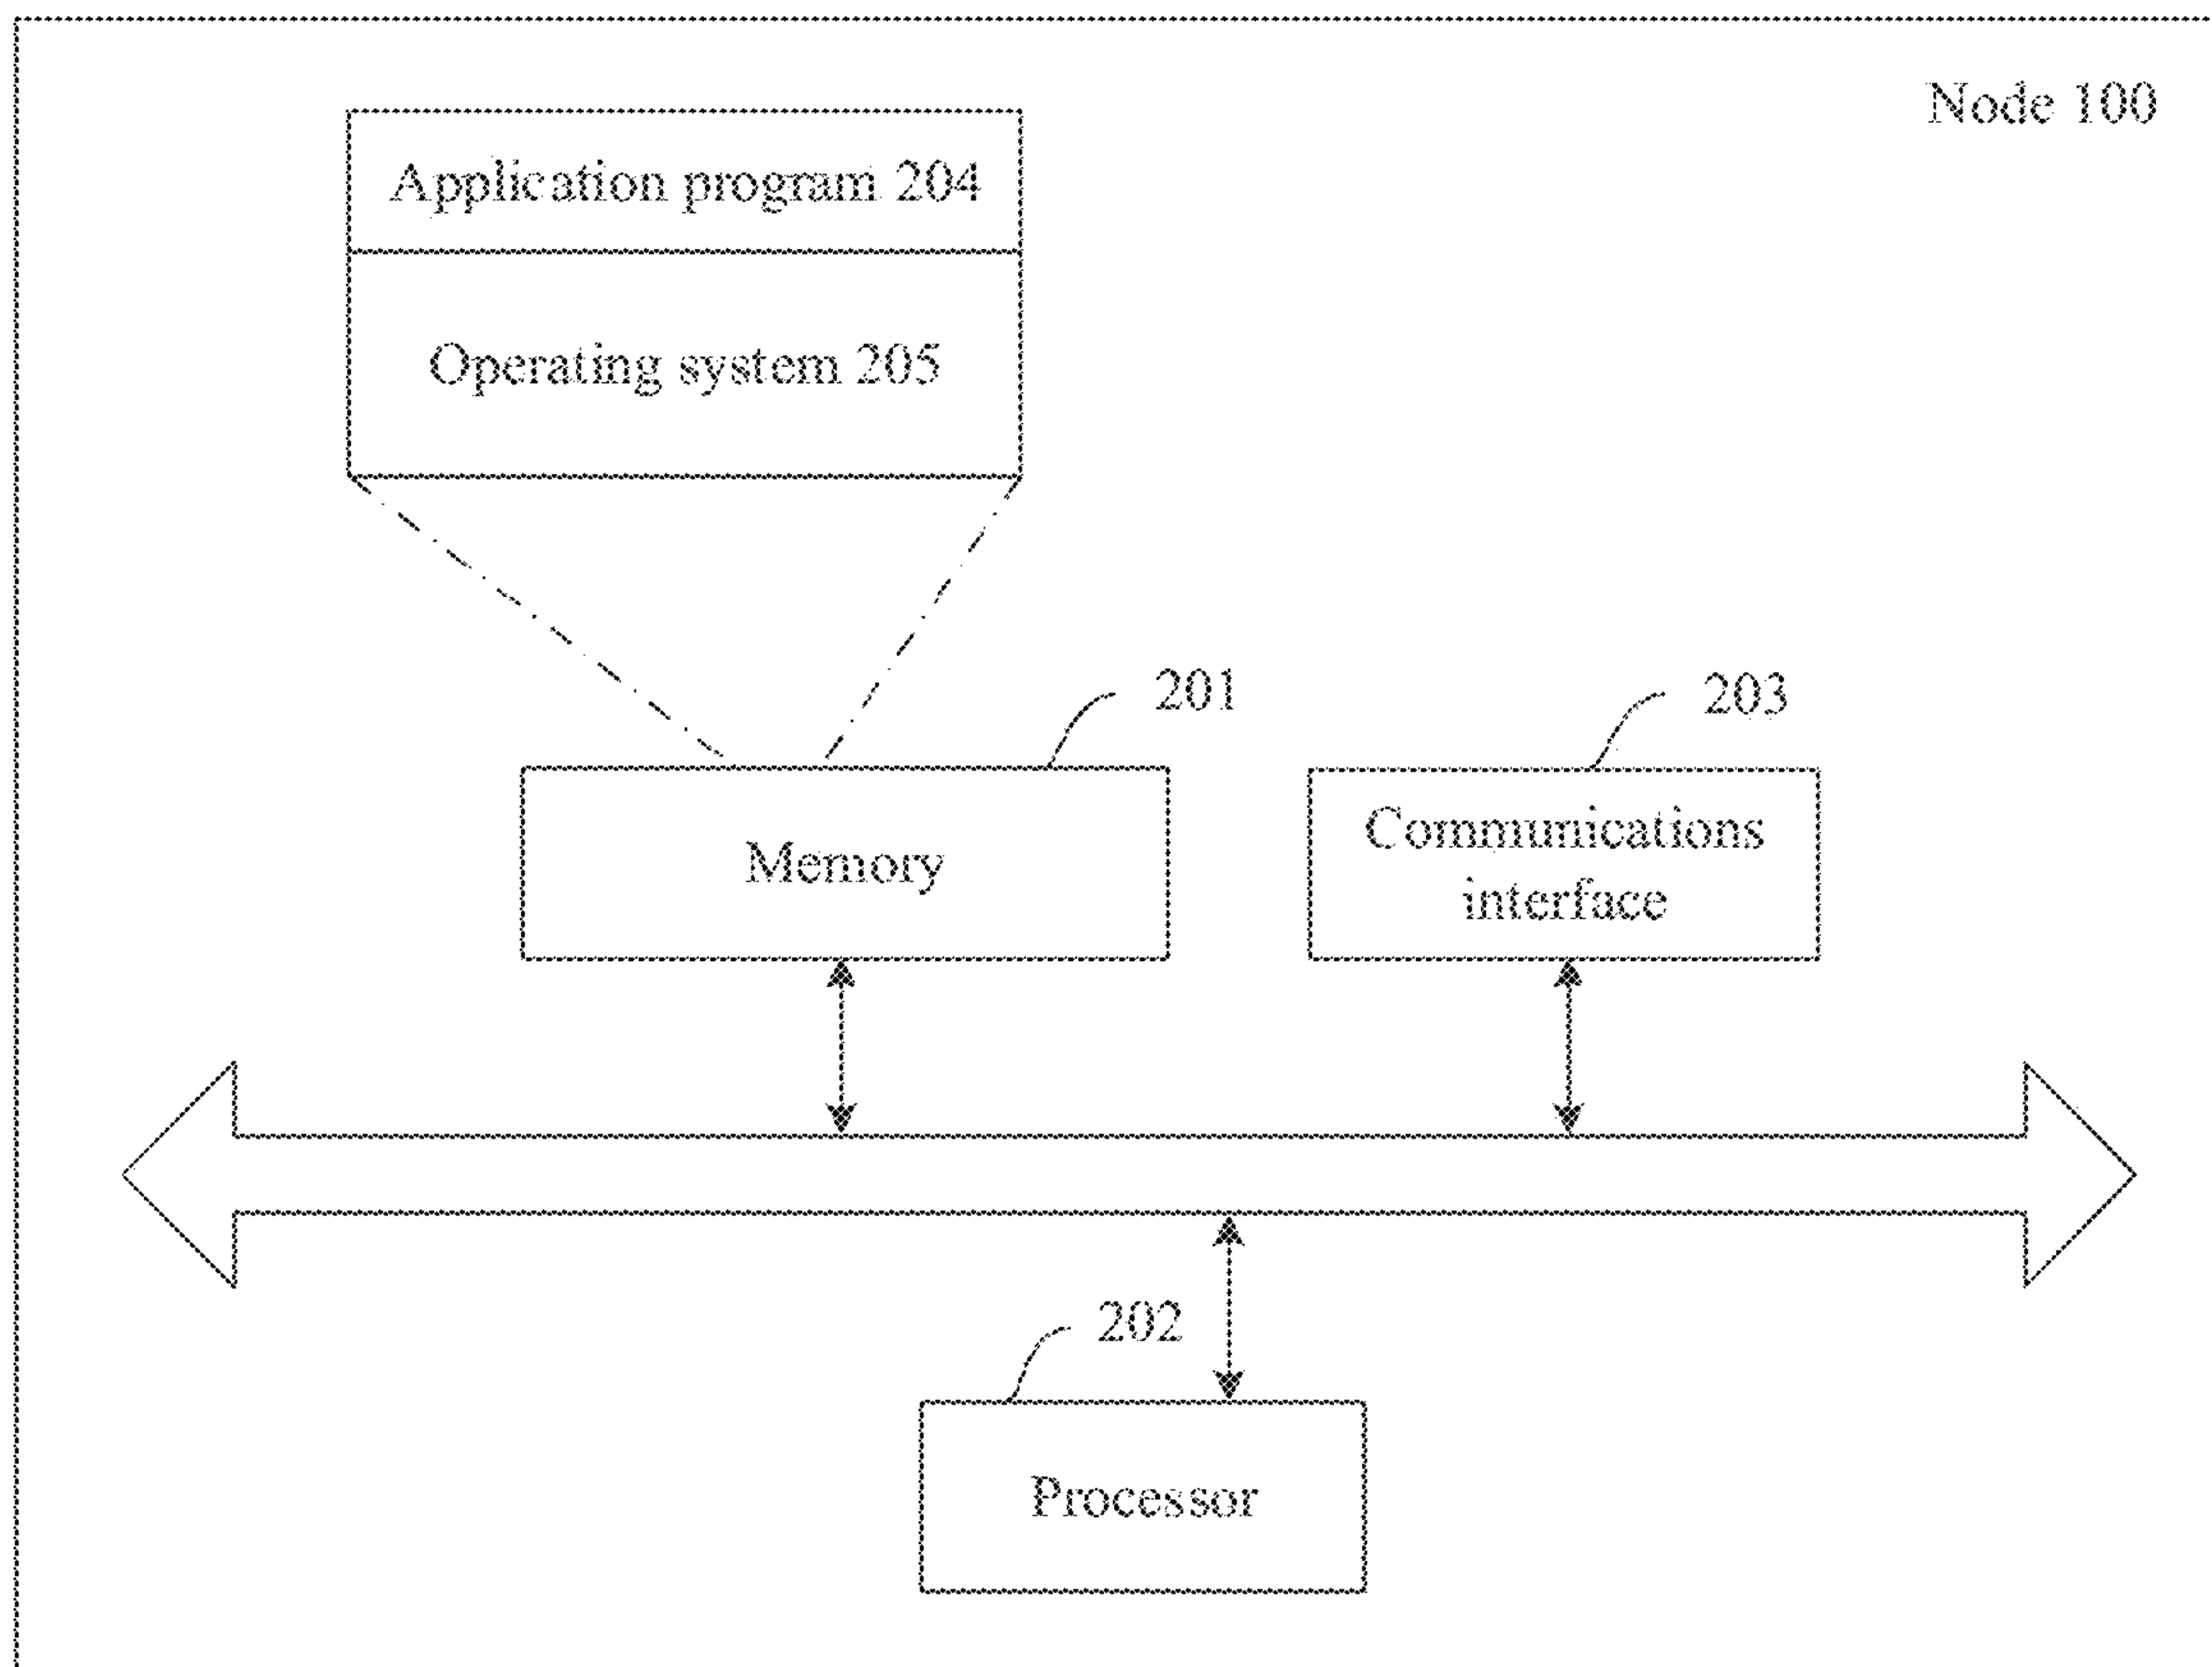 Node 100
Application program 204
Operating system 205
201
203
Memory
Communications
interface
202
Processor